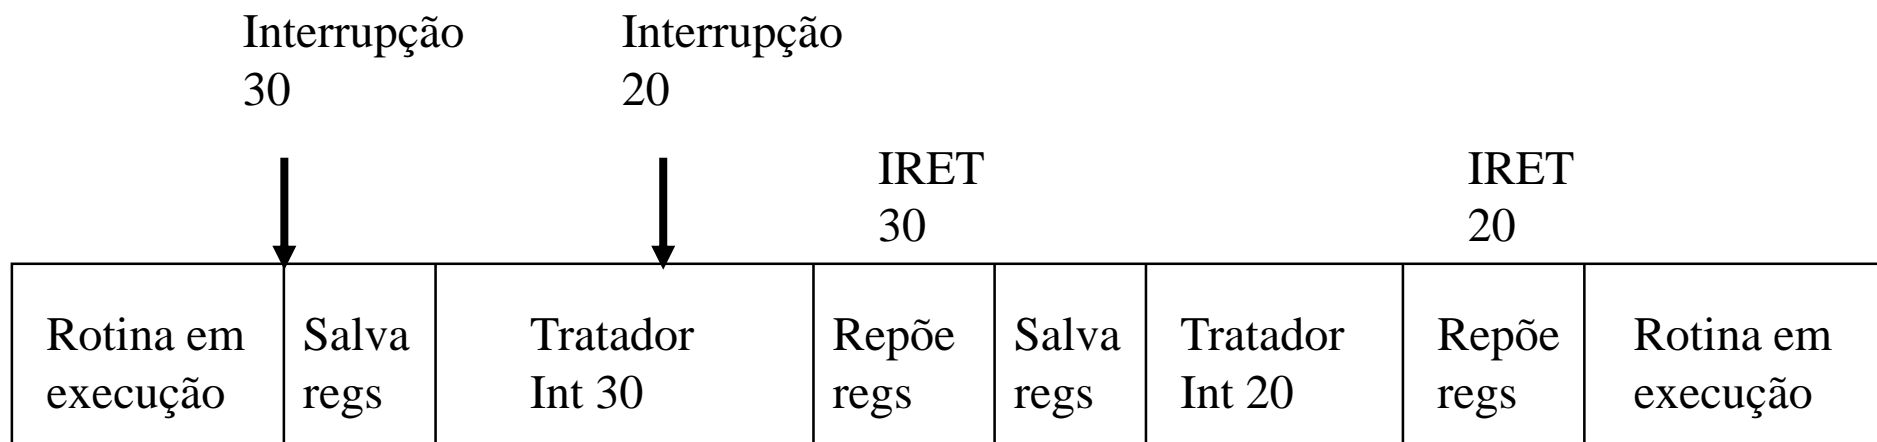 Interrupção
30
Interrupção
20
IRET
30
IRET
20
Rotina em
execução
Salva
regs
Tratador
Int 30
Repõe
regs
Salva
regs
Tratador
Int 20
Repõe
regs
Rotina em
execução